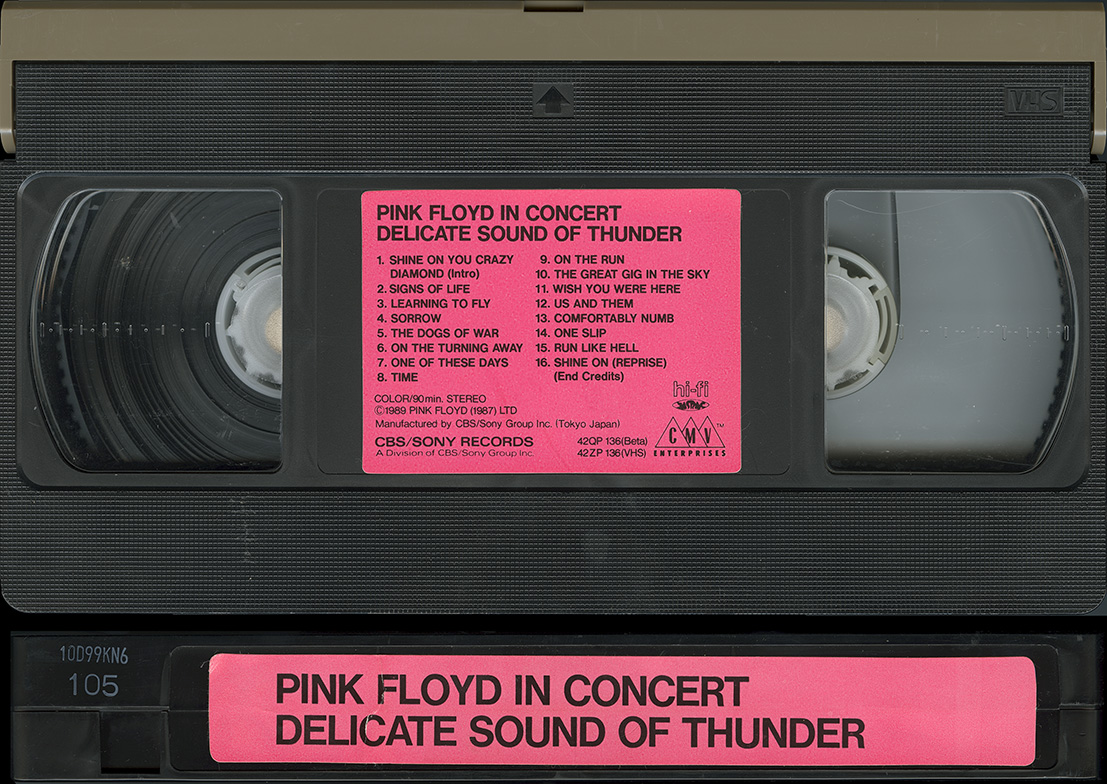 VHS
PINK FLOYD IN CONCERT
DELICATE SOUND OF THUNDER
1. SHINE ON YOU CRAZY
DIAMOND (Intro)
2. SIGNS OF LIFE
3. LEARNING TO FLY
4. SORROW
5. THE DOGS OF WAR
6. ON THE TURNING AWAY
7. ONE OF THESE DAYS
8. TIME
9. ON THE RUN
10. THE GREAT GIG IN THE SKY
11. WISH YOU WERE HERE
12. US AND THEM
13. COMFORTABLY NUMB
14. ONE SLIP
15. RUN LIKE HELL
16. SHINE ON (REPRISE)
(End Credits)
COLOR/90min. STEREO
©1989 PINK FLOYD (1987) LTD
Manufactured by CBS/Sony Group Inc. (Tokyo Japan)
CBS/SONY RECORDS
A Division of CBS/Sony Group Inc.
42QP 136(Beta)
42ZP 136(VHS)
hi-fi
CMV™
ENTERPRISES
10D99KN6
105
PINK FLOYD IN CONCERT
DELICATE SOUND OF THUNDER